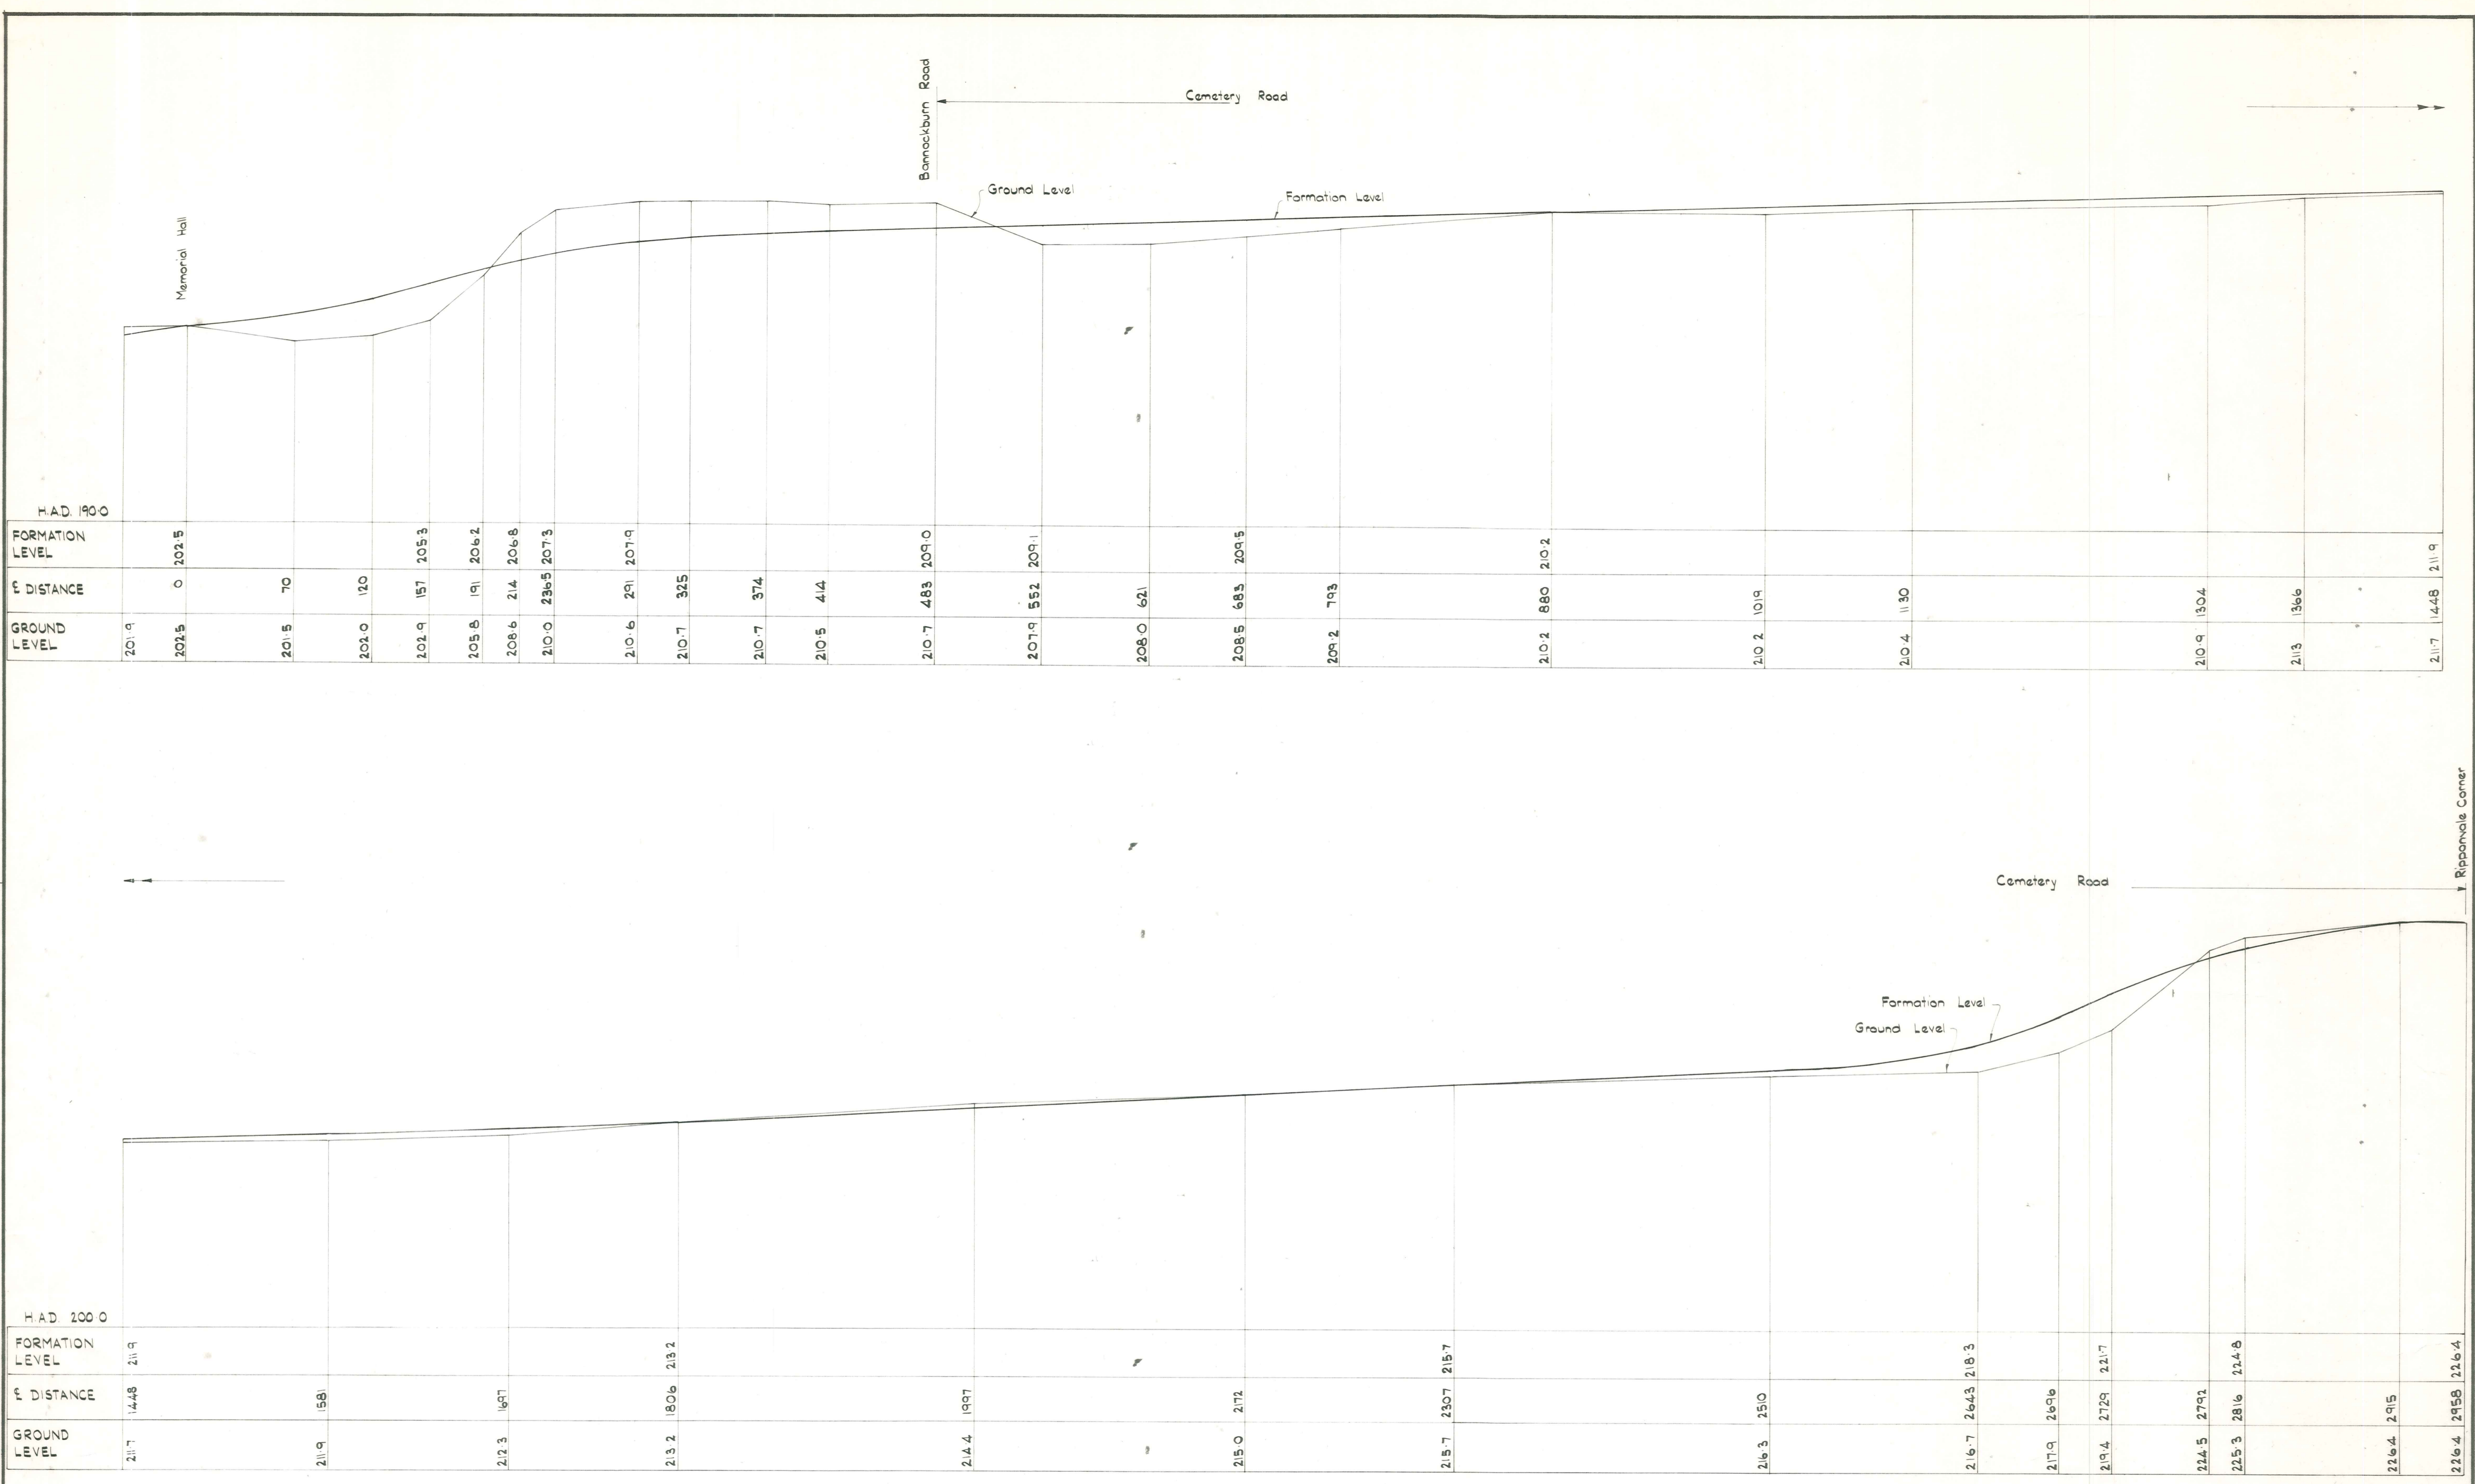 Bannackburn Road
Cemetery Road
Ground Level
Formation Level
Memorial Hall
H.A.D. 190·0
FORMATION LEVEL 202·5 205·3 206·2 206·8 207·3 207·9 209·0 209·1 209·5 210·2 211·9
℄ DISTANCE 0 70 120 157 191 214 236·5 291 325 374 414 483 552 621 683 793 880 1019 1130 1304 1366 1448
GROUND LEVEL 201·9 202·5 201·5 202·0 202·9 205·8 208·6 210·0 210·6 210·7 210·7 210·5 210·7 207·9 208·0 208·5 209·2 210·2 210·2 210·4 210·9 211·3 211·7
Ripponvale Corner
Cemetery Road
Formation Level
Ground Level
H.A.D. 200·0
FORMATION LEVEL 211·9 213·2 215·7 218·3 221·7 224·8 226·4
℄ DISTANCE 1448 1581 1697 1806 1997 2172 2307 2510 2643 2696 2729 2792 2816 2915 2958
GROUND LEVEL 211·7 211·9 212·3 213·2 214·4 215·0 215·7 216·3 216·7 217·9 219·4 224·5 225·3 226·4 226·4